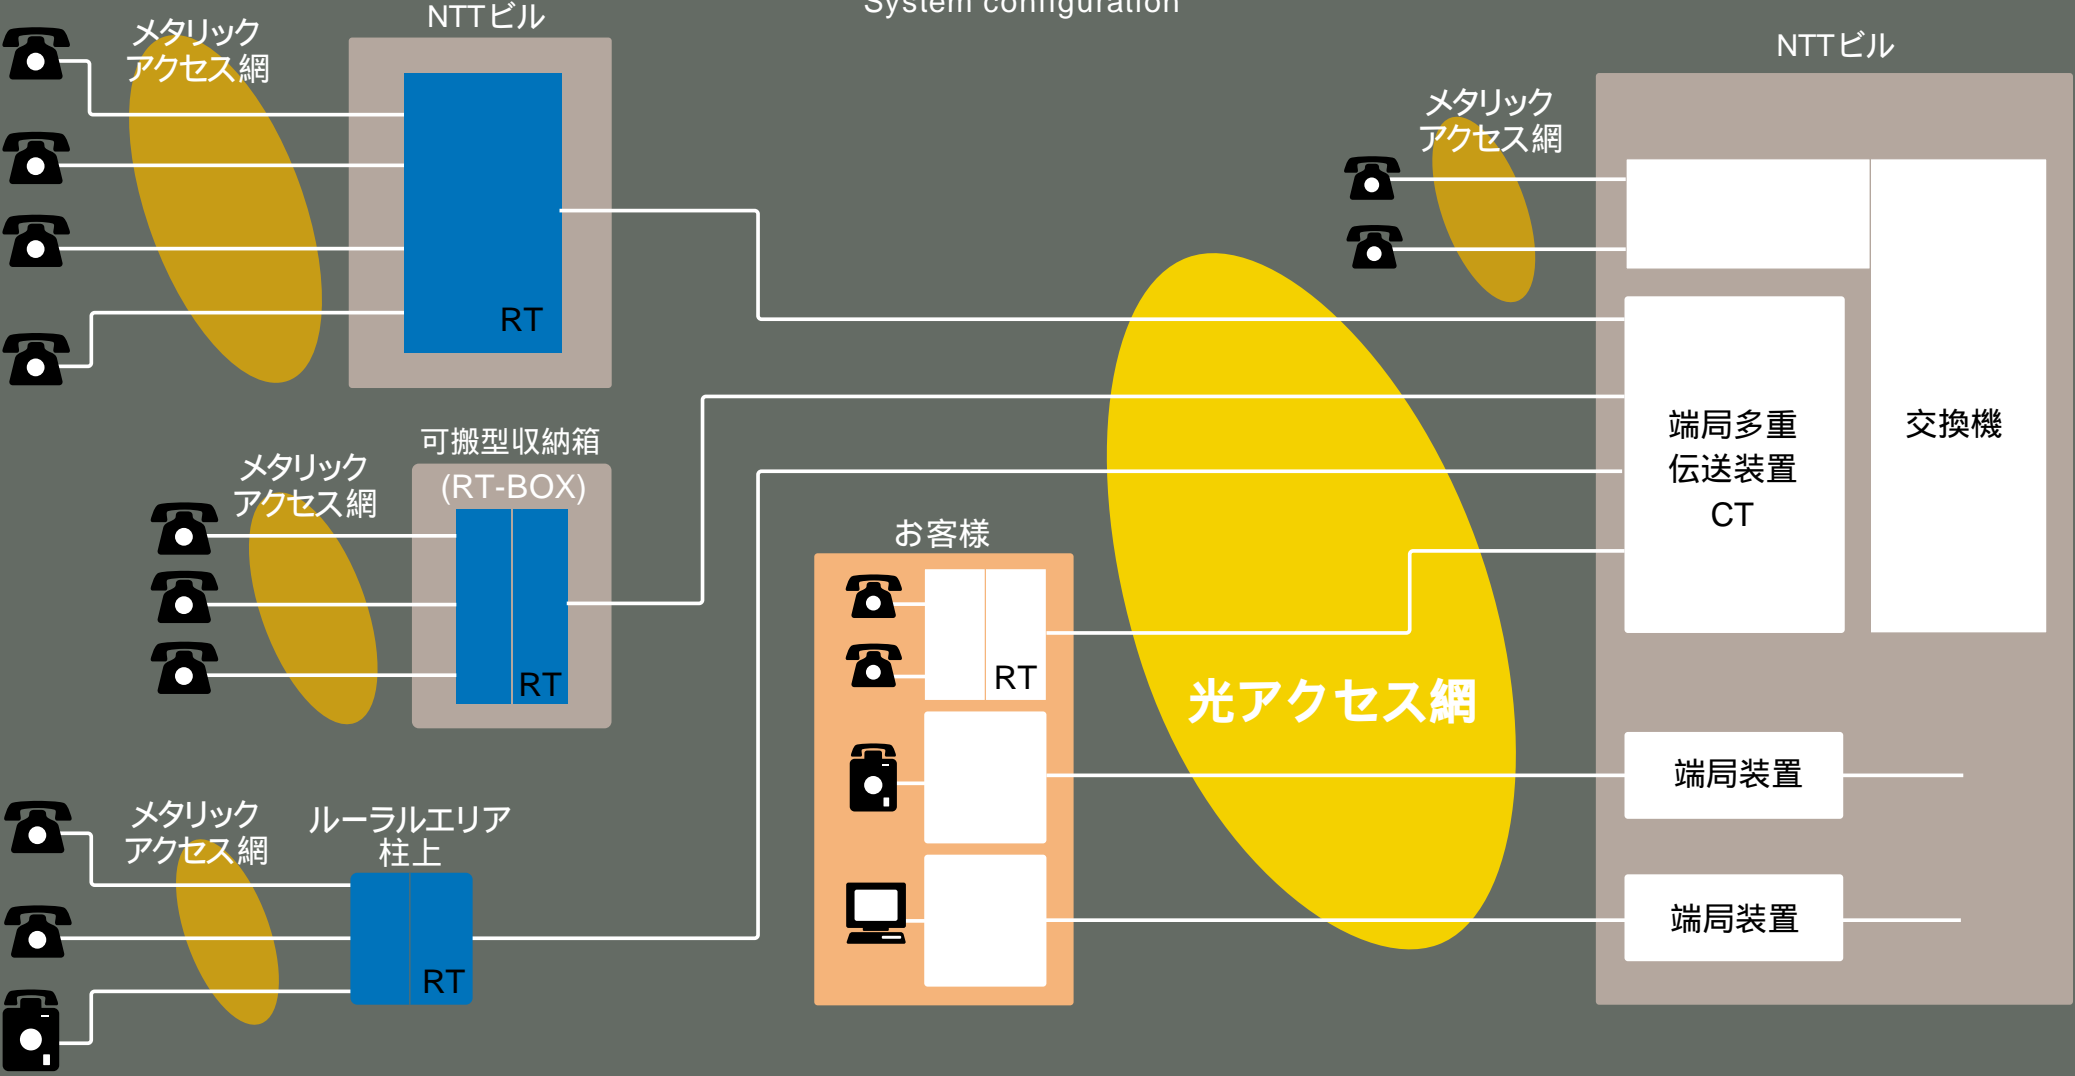 System configuration
NTTビル
メタリック
アクセス網
RT
NTTビル
メタリック
アクセス網
可搬型収納箱
(RT-BOX)
メタリック
アクセス網
RT
端局多重
伝送装置
CT
交換機
お客様
RT
光アクセス網
端局装置
メタリック
アクセス網
ルーラルエリア
柱上
RT
端局装置